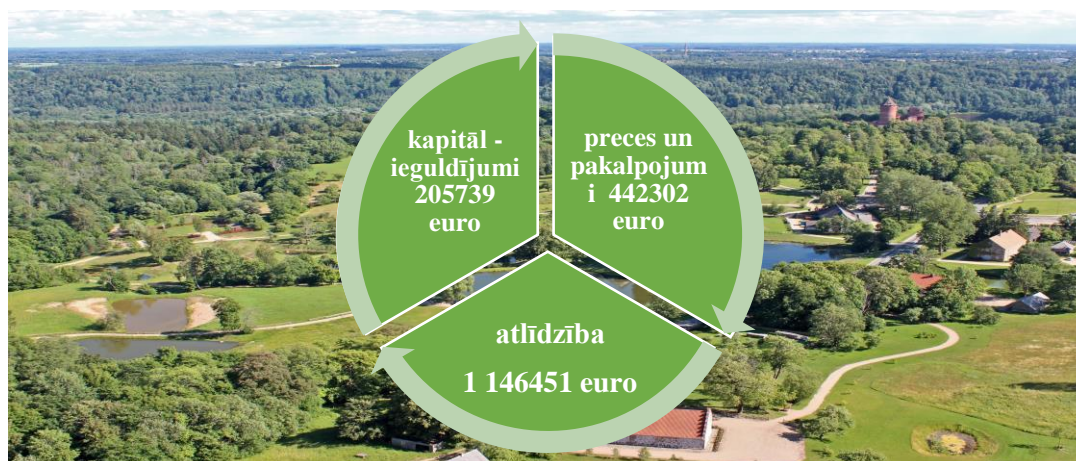 kapitāl -
ieguldījumi
205739
euro
preces un
pakalpojum
i 442302
euro
atlīdzība
1 146451 euro